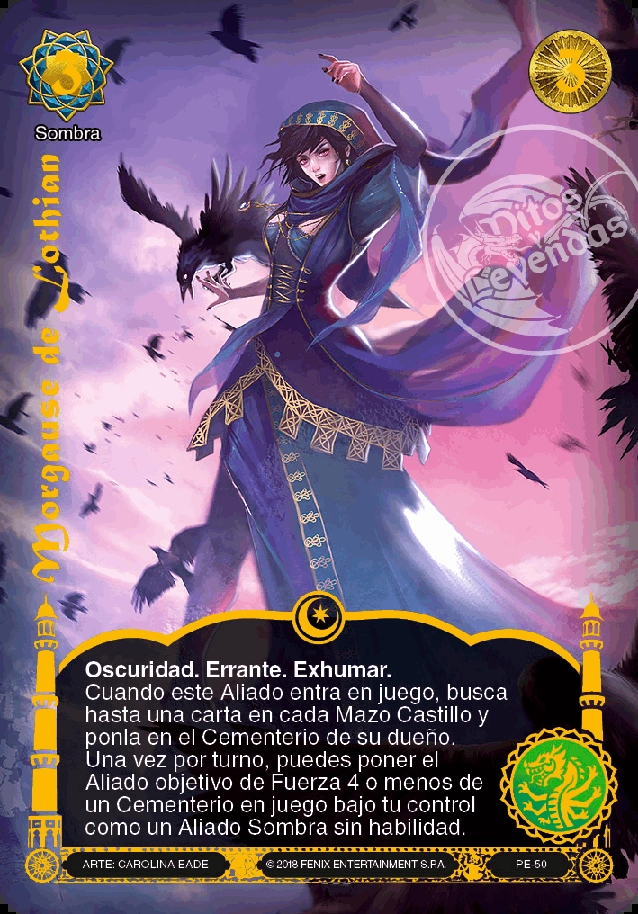 3
3
Sombra
Mitos y Leyendas
Morgause de Lothian
Oscuridad. Errante. Exhumar.
Cuando este Aliado entra en juego, busca
hasta una carta en cada Mazo Castillo y
ponla en el Cementerio de su dueño.
Una vez por turno, puedes poner el
Aliado objetivo de Fuerza 4 o menos de
un Cementerio en juego bajo tu control
como un Aliado Sombra sin habilidad.
ARTE: CAROLINA EADE
© 2018 FENIX ENTERTAINMENT S.P.A.
PE-50